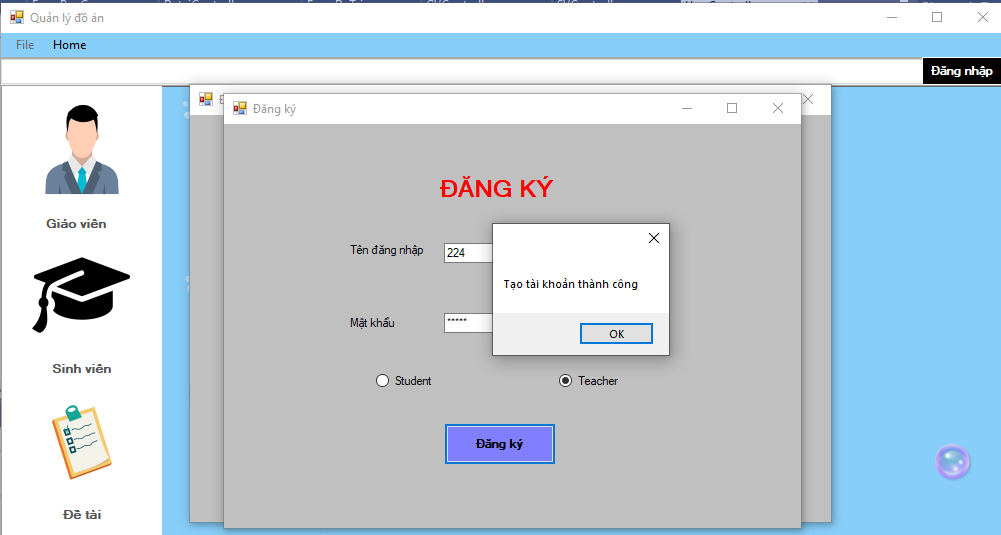 Quản lý đồ án
File Home
Đăng nhập
Đăng ký
ĐĂNG KÝ
Giáo viên
Tên đăng nhập 224
Tạo tài khoản thành công
Mật khẩu *****
OK
Sinh viên
Student Teacher
Đăng ký
Đề tài